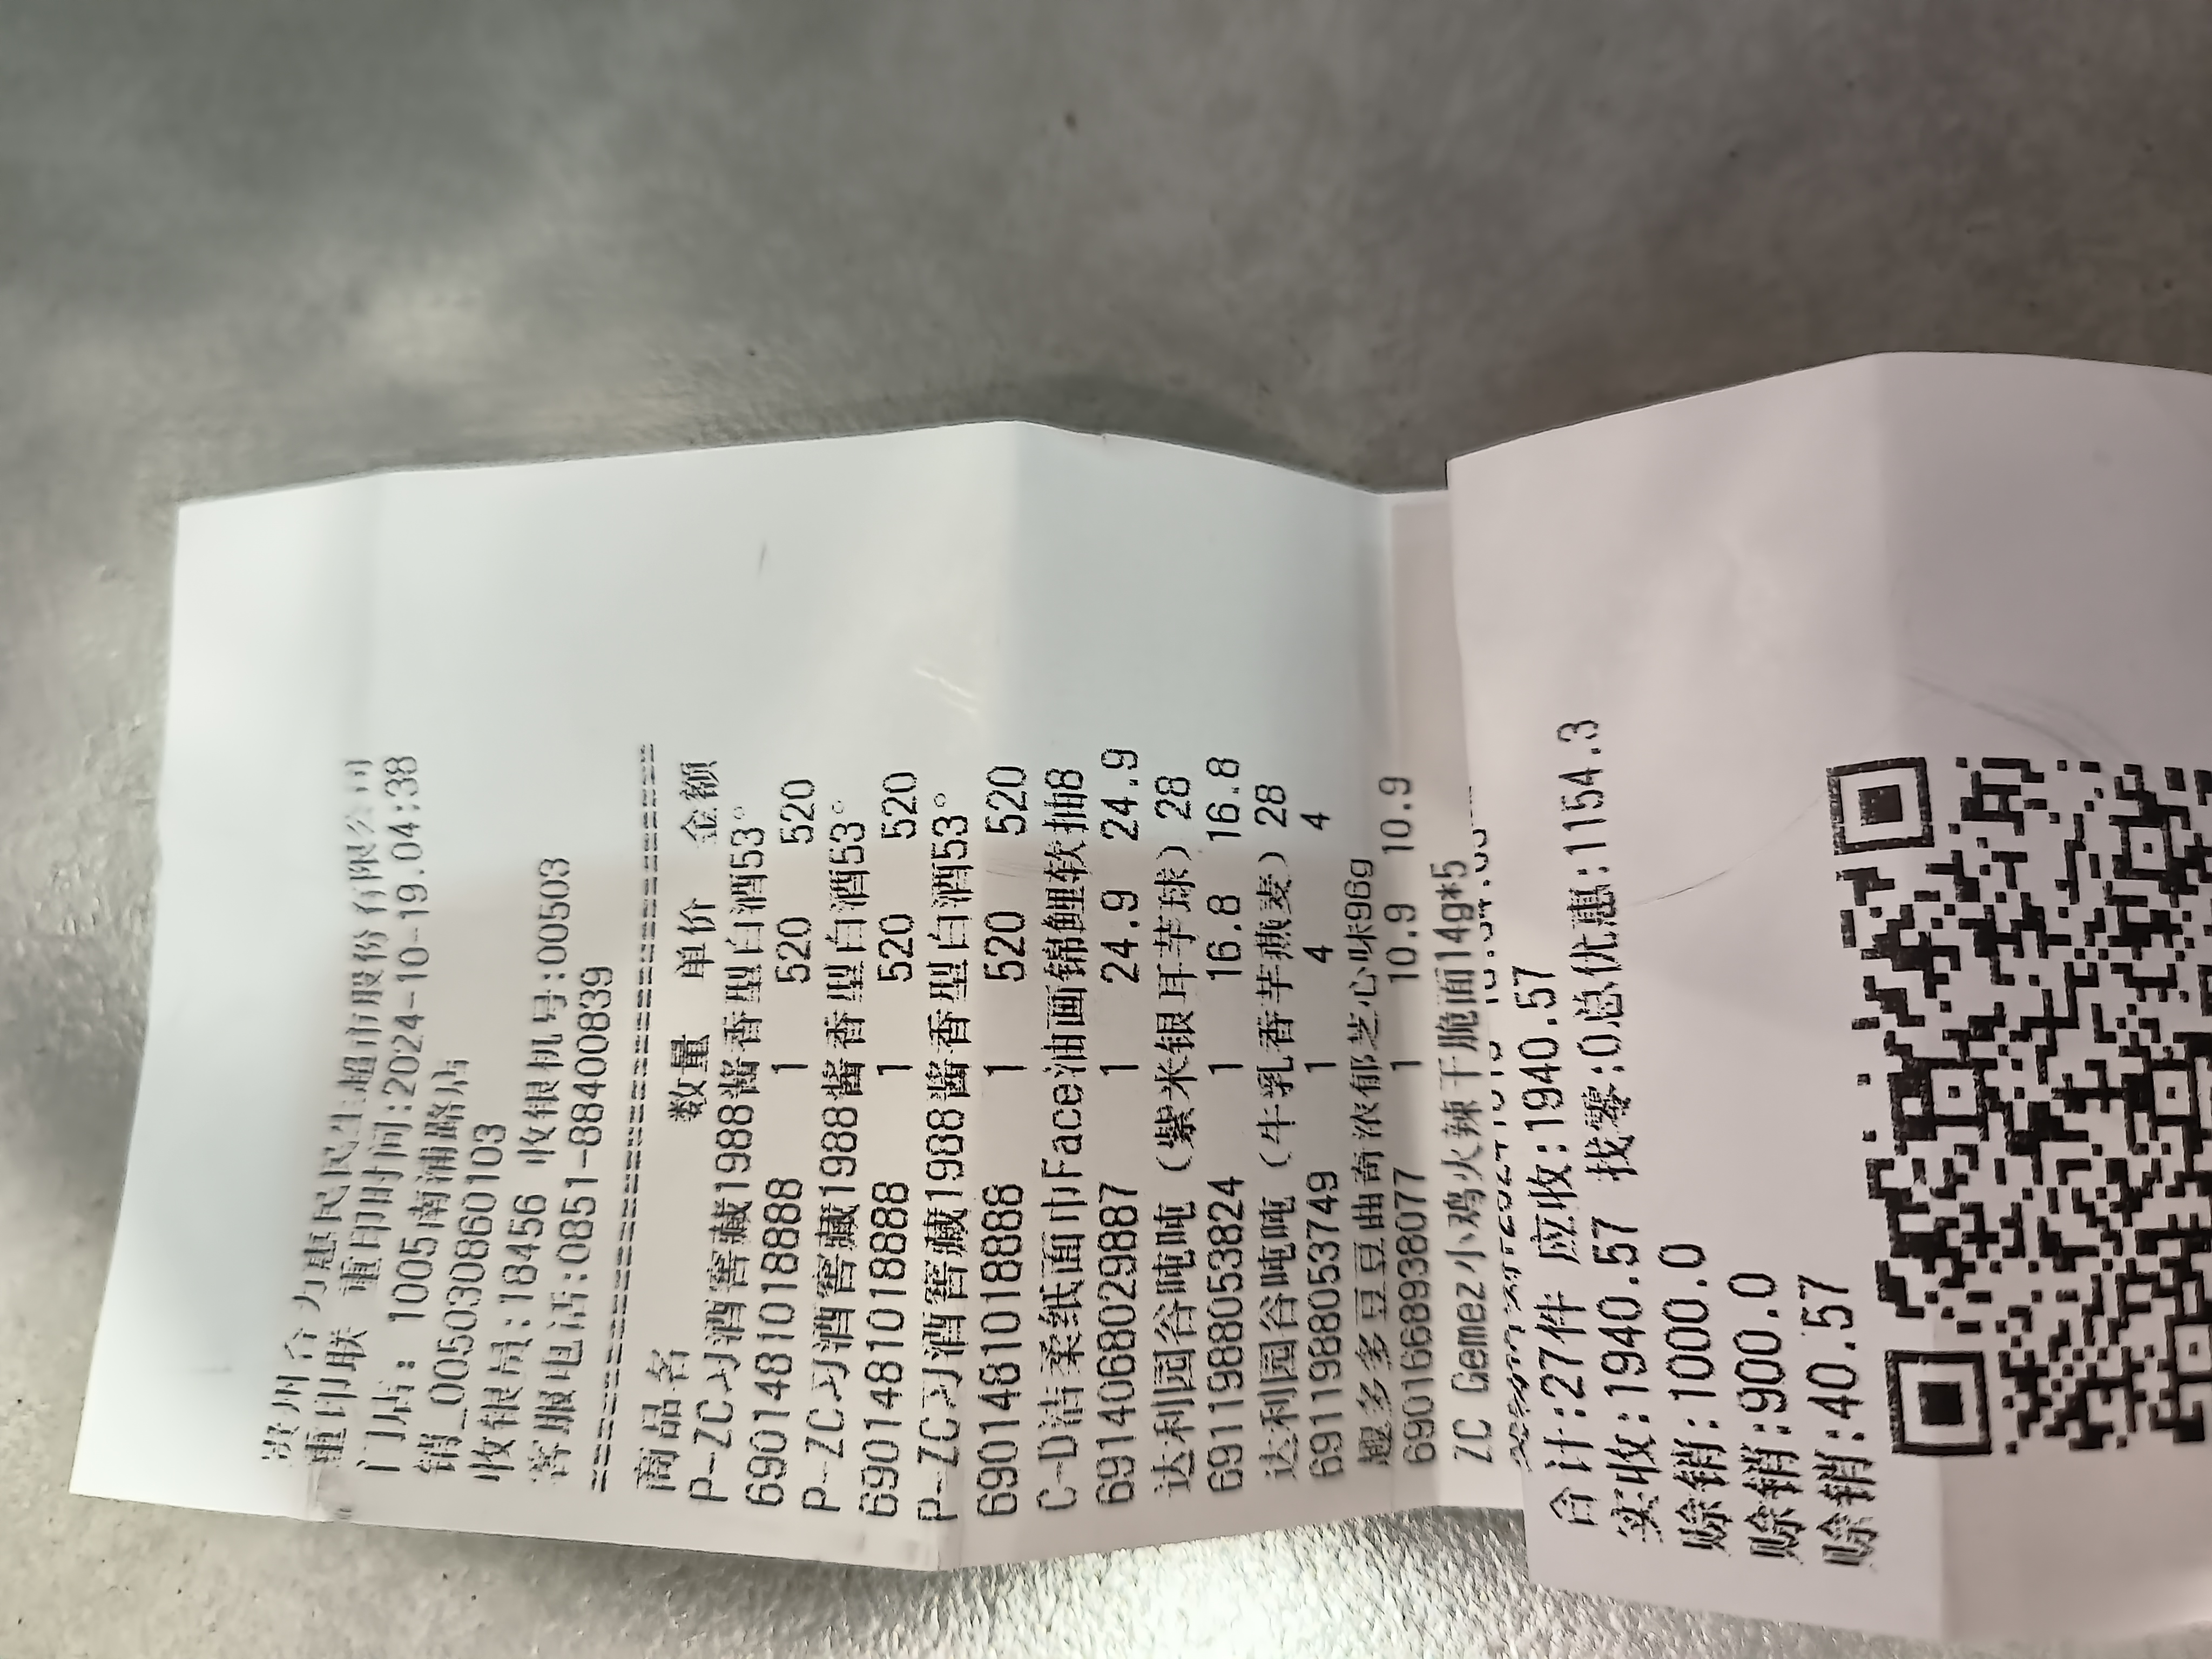 贵州合力惠民民生超市股份有限公司
重印联 重印时间:2024-10-19.04:38
门店: 1005南浦路店
销_005030860103
收银员:18456 收银机号:00503
客服电话:0851-88400839
商品名 数量 单价 金额
P-ZC习酒窖藏1988酱香型白酒53°
6901481018888 1 520 520
P-ZC习酒窖藏1988酱香型白酒53°
6901481018888 1 520 520
P-ZC习酒窖藏1988酱香型白酒53°
6901481018888 1 520 520
C-D洁柔纸面巾Face油画锦鲤软抽8
6914068029887 1 24.9 24.9
达利园谷吨吨（紫米银耳芋球）28
6911988053824 1 16.8 16.8
达利园谷吨吨（牛乳香芋燕麦）28
6911988053749 1 4 4
趣多多豆豆曲奇浓郁芝心味96g
6901668938077 1 10.9 10.9
ZC Gemez小鸡火辣干脆面14g*5
合计:27件 应收:1940.57
实收:1940.57 找零:0总优惠:1154.3
赊销:1000.0
赊销:900.0
赊销:40.57